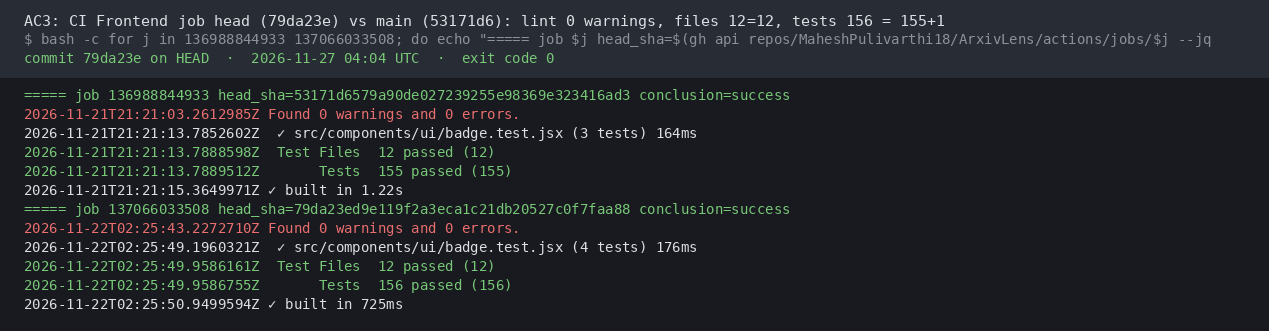 AC3: CI Frontend job head (79da23e) vs main (53171d6): lint 0 warnings, files 12=12, tests 156 = 155+1
$ bash -c for j in 136988844933 137066033508; do echo "===== job $j head_sha=$(gh api repos/MaheshPulivarthi18/ArxivLens/actions/jobs/$j --jq
commit 79da23e on HEAD · 2026-11-27 04:04 UTC · exit code 0
===== job 136988844933 head_sha=53171d6579a90de027239255e98369e323416ad3 conclusion=success
2026-11-21T21:21:03.2612985Z Found 0 warnings and 0 errors.
2026-11-21T21:21:13.7852602Z  ✓ src/components/ui/badge.test.jsx (3 tests) 164ms
2026-11-21T21:21:13.7888598Z  Test Files  12 passed (12)
2026-11-21T21:21:13.7889512Z       Tests  155 passed (155)
2026-11-21T21:21:15.3649971Z ✓ built in 1.22s
===== job 137066033508 head_sha=79da23ed9e119f2a3eca1c21db20527c0f7faa88 conclusion=success
2026-11-22T02:25:43.2272710Z Found 0 warnings and 0 errors.
2026-11-22T02:25:49.1960321Z  ✓ src/components/ui/badge.test.jsx (4 tests) 176ms
2026-11-22T02:25:49.9586161Z  Test Files  12 passed (12)
2026-11-22T02:25:49.9586755Z       Tests  156 passed (156)
2026-11-22T02:25:50.9499594Z ✓ built in 725ms